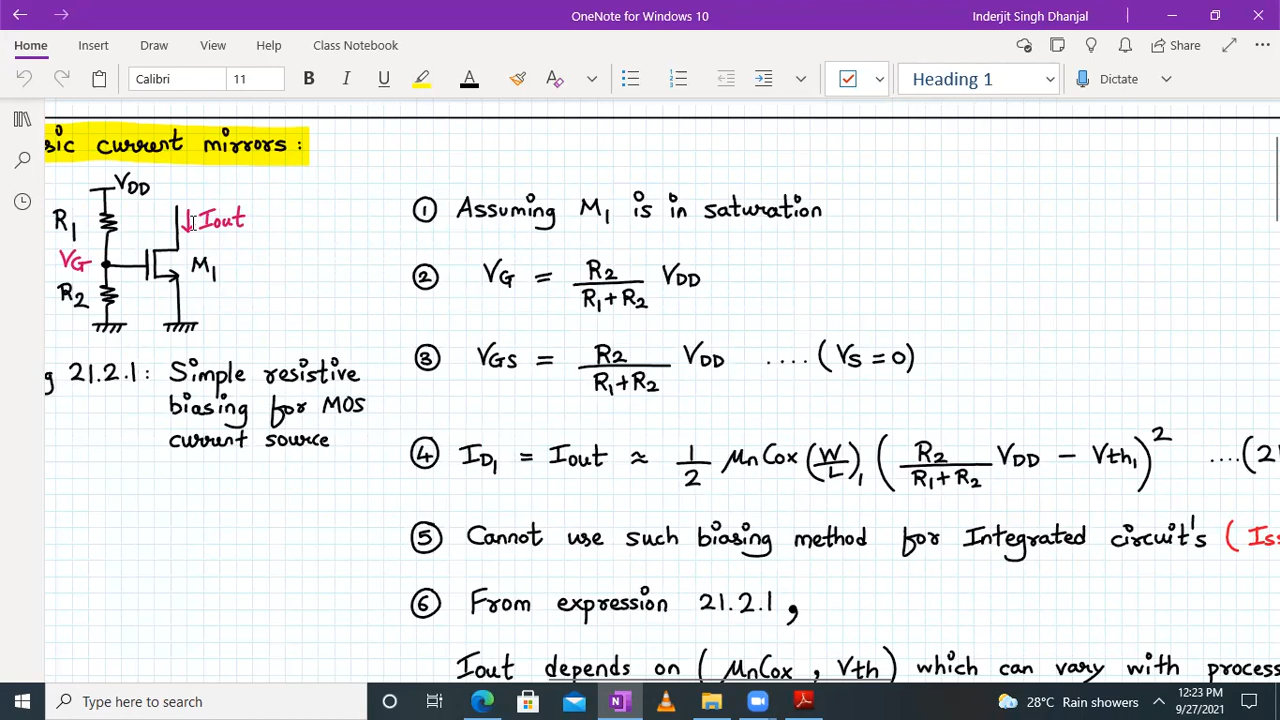 OneNote for Windows 10
Inderjit Singh Dhanjal
Home Insert Draw View Help Class Notebook Share
Calibri 11 B I U A Heading 1 Dictate
sic current mirrors :
VDD
R1
Iout
VG
M1
R2
g 21.2.1 : Simple resistive
biasing for MOS
current source
① Assuming M1 is in saturation
② VG = R2 / R1+R2 VDD
③ VGS = R2 / R1+R2 VDD ....( VS = 0 )
④ ID1 = Iout ≈ 1/2 μnCox (W/L)1 ( R2 / R1+R2 VDD − Vth1 )² ....(2
⑤ Cannot use such biasing method for Integrated circuit's ( Iss
⑥ From expression 21.2.1 ,
Iout depends on ( μnCox , Vth ) which can vary with process
Type here to search
28°C Rain showers
12:23 PM
9/27/2021